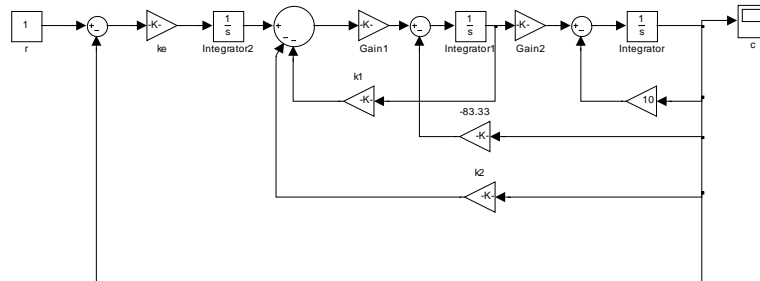 1
r
-K-
ke
1
s
Integrator2
-K-
Gain1
1
s
Integrator1
-K-
Gain2
1
s
Integrator
c
k1
-K-
10
-83.33
-K-
k2
-K-